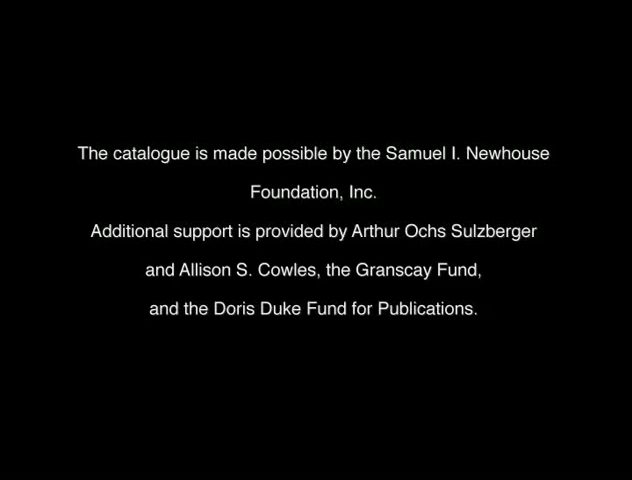 The catalogue is made possible by the Samuel I. Newhouse
Foundation, Inc.
Additional support is provided by Arthur Ochs Sulzberger
and Allison S. Cowles, the Granscay Fund,
and the Doris Duke Fund for Publications.